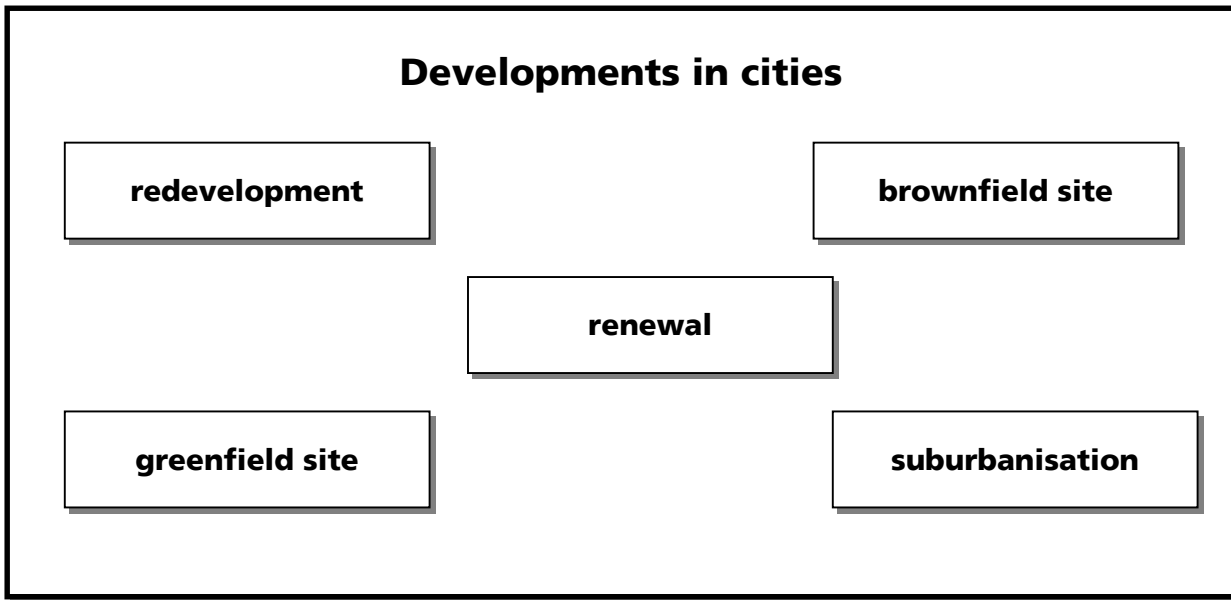 Developments in cities
redevelopment
brownfield site
renewal
greenfield site
suburbanisation